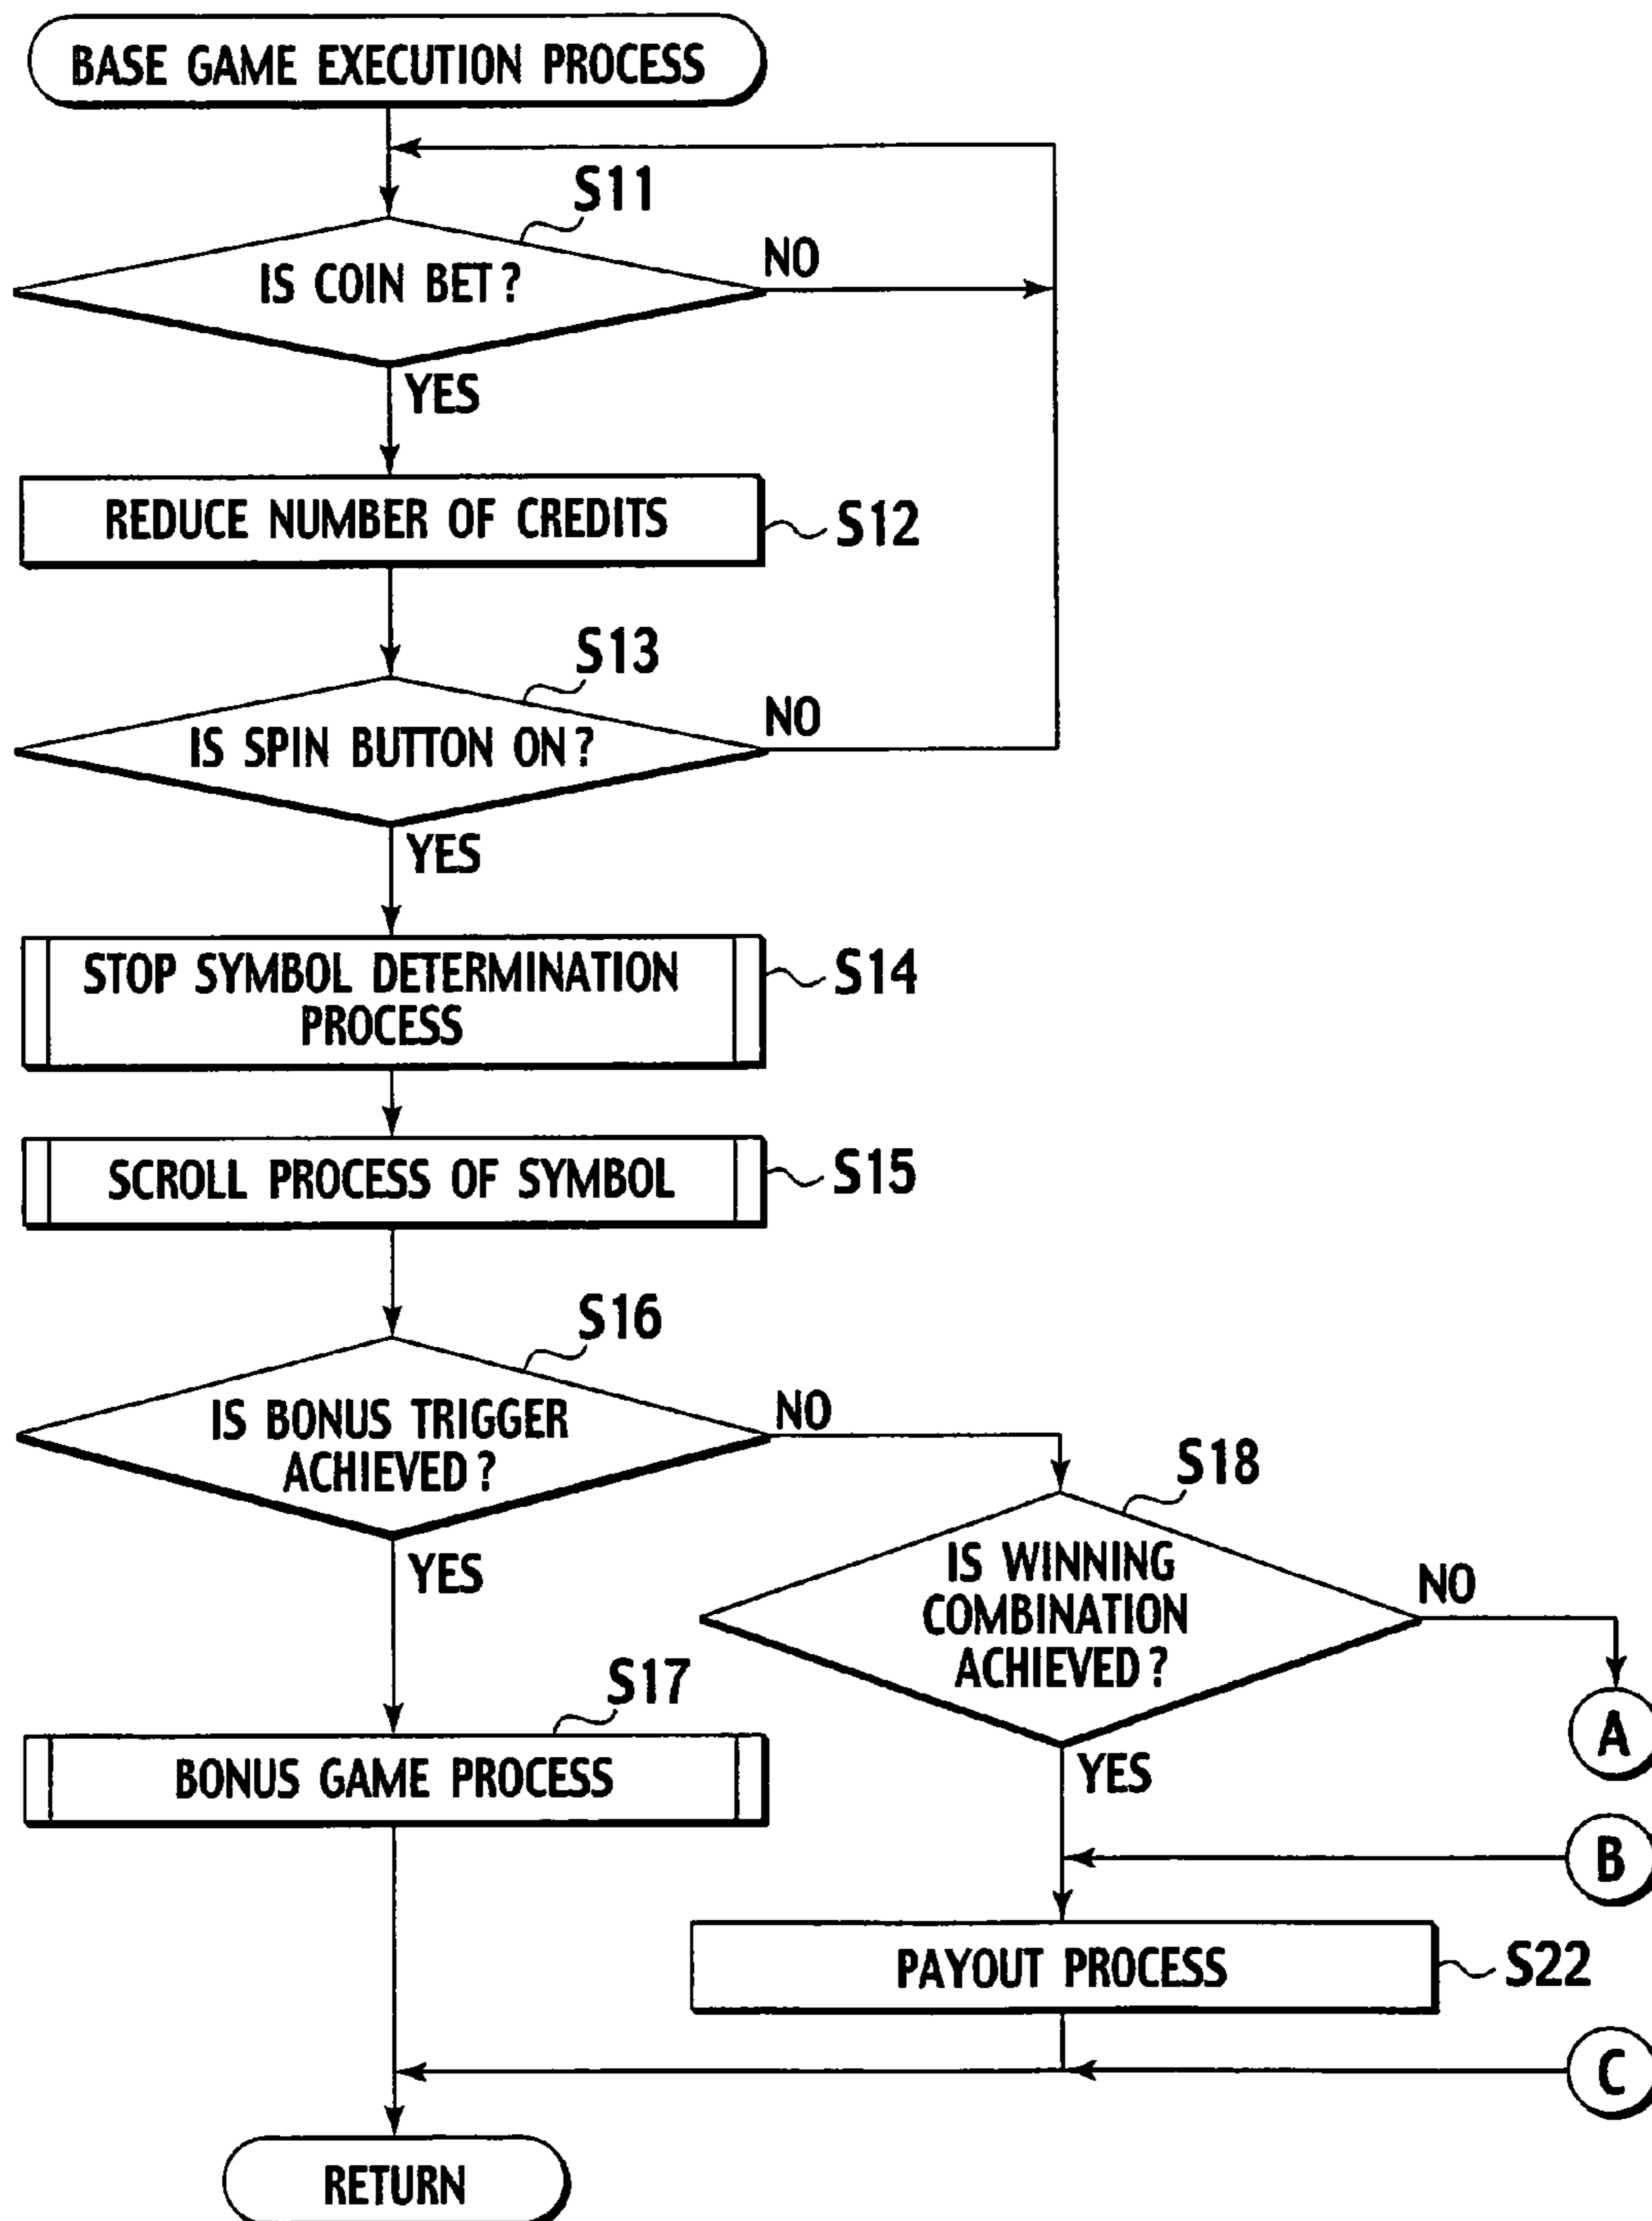 BASE GAME EXECUTION PROCESS
S11
IS COIN BET?
NO
YES
REDUCE NUMBER OF CREDITS
S12
S13
IS SPIN BUTTON ON?
NO
YES
STOP SYMBOL DETERMINATION
PROCESS
S14
SCROLL PROCESS OF SYMBOL
S15
S16
IS BONUS TRIGGER
ACHIEVED?
NO
YES
S18
IS WINNING
COMBINATION
ACHIEVED?
NO
A
YES
S17
BONUS GAME PROCESS
B
PAYOUT PROCESS
S22
C
RETURN